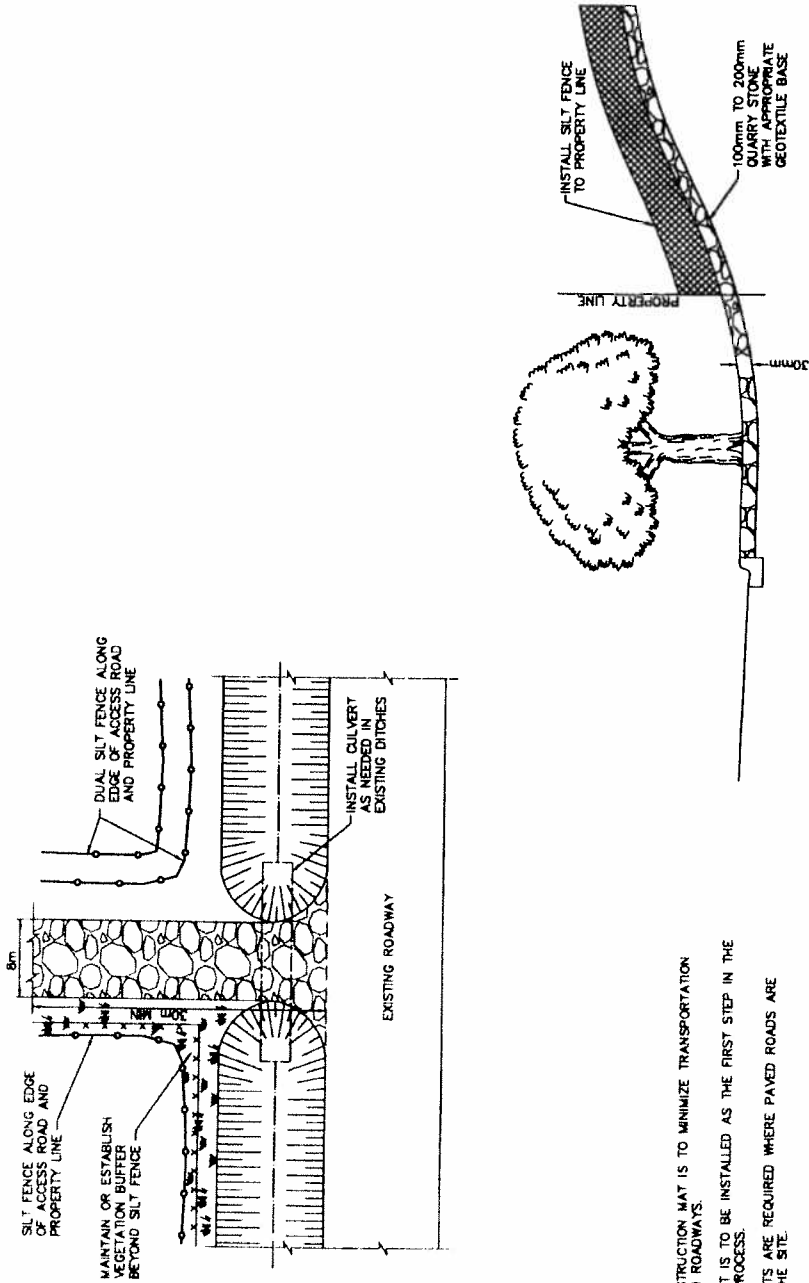 SILT FENCE ALONG EDGE
OF ACCESS ROAD AND
PROPERTY LINE
MAINTAIN OR ESTABLISH
VEGETATION BUFFER
BEYOND SILT FENCE
8m
30m MIN
DUAL SILT FENCE ALONG
EDGE OF ACCESS ROAD
AND PROPERTY LINE
INSTALL CULVERT
AS NEEDED IN
EXISTING DITCHES
EXISTING ROADWAY
INSTALL SILT FENCE
TO PROPERTY LINE
PROPERTY LINE
30mm
100mm TO 200mm
QUARRY STONE
WITH APPROPRIATE
GEOTEXTILE BASE
STRUCTION MAT IS TO MINIMIZE TRANSPORTATION
ROADWAYS.
IS TO BE INSTALLED AS THE FIRST STEP IN THE
ROCESS.
TS ARE REQUIRED WHERE PAVED ROADS ARE
HE SITE.